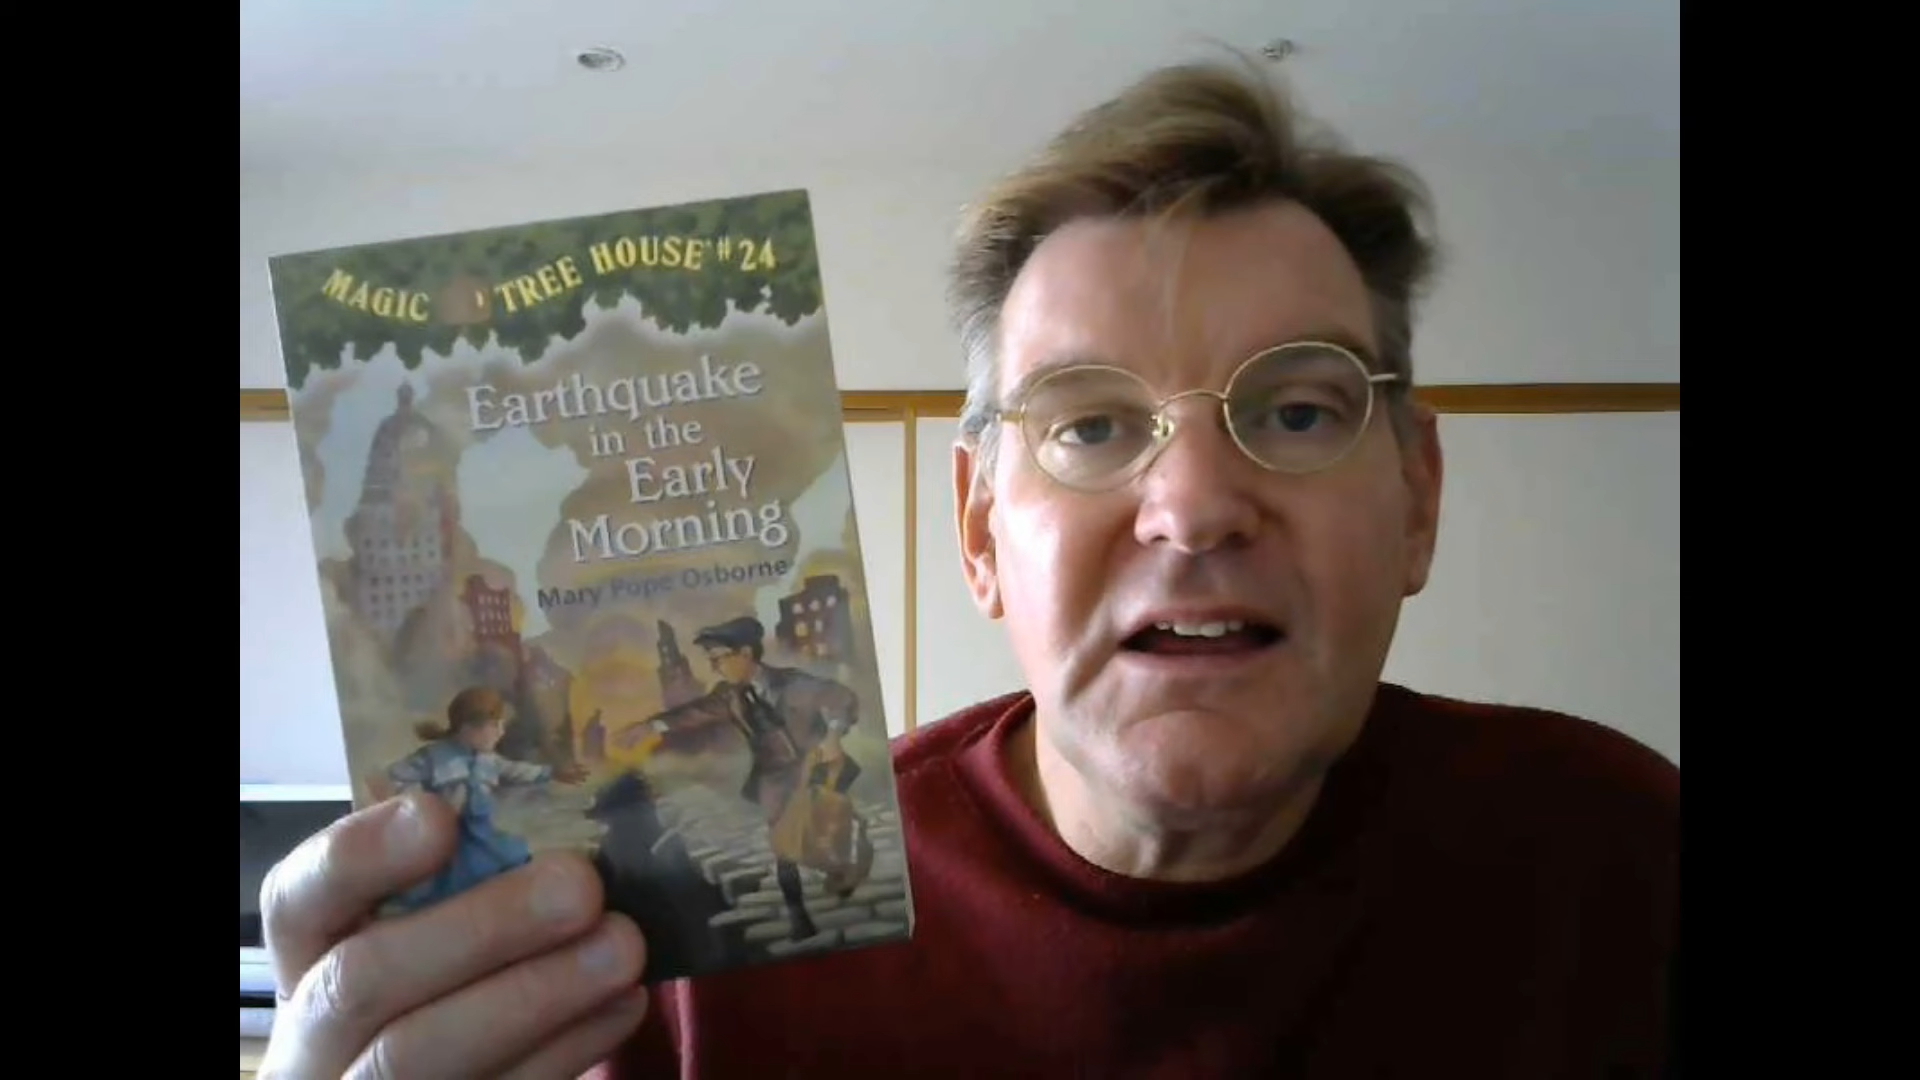 MAGIC TREE HOUSE #24
Earthquake
in the
Early
Morning
Mary Pope Osborne